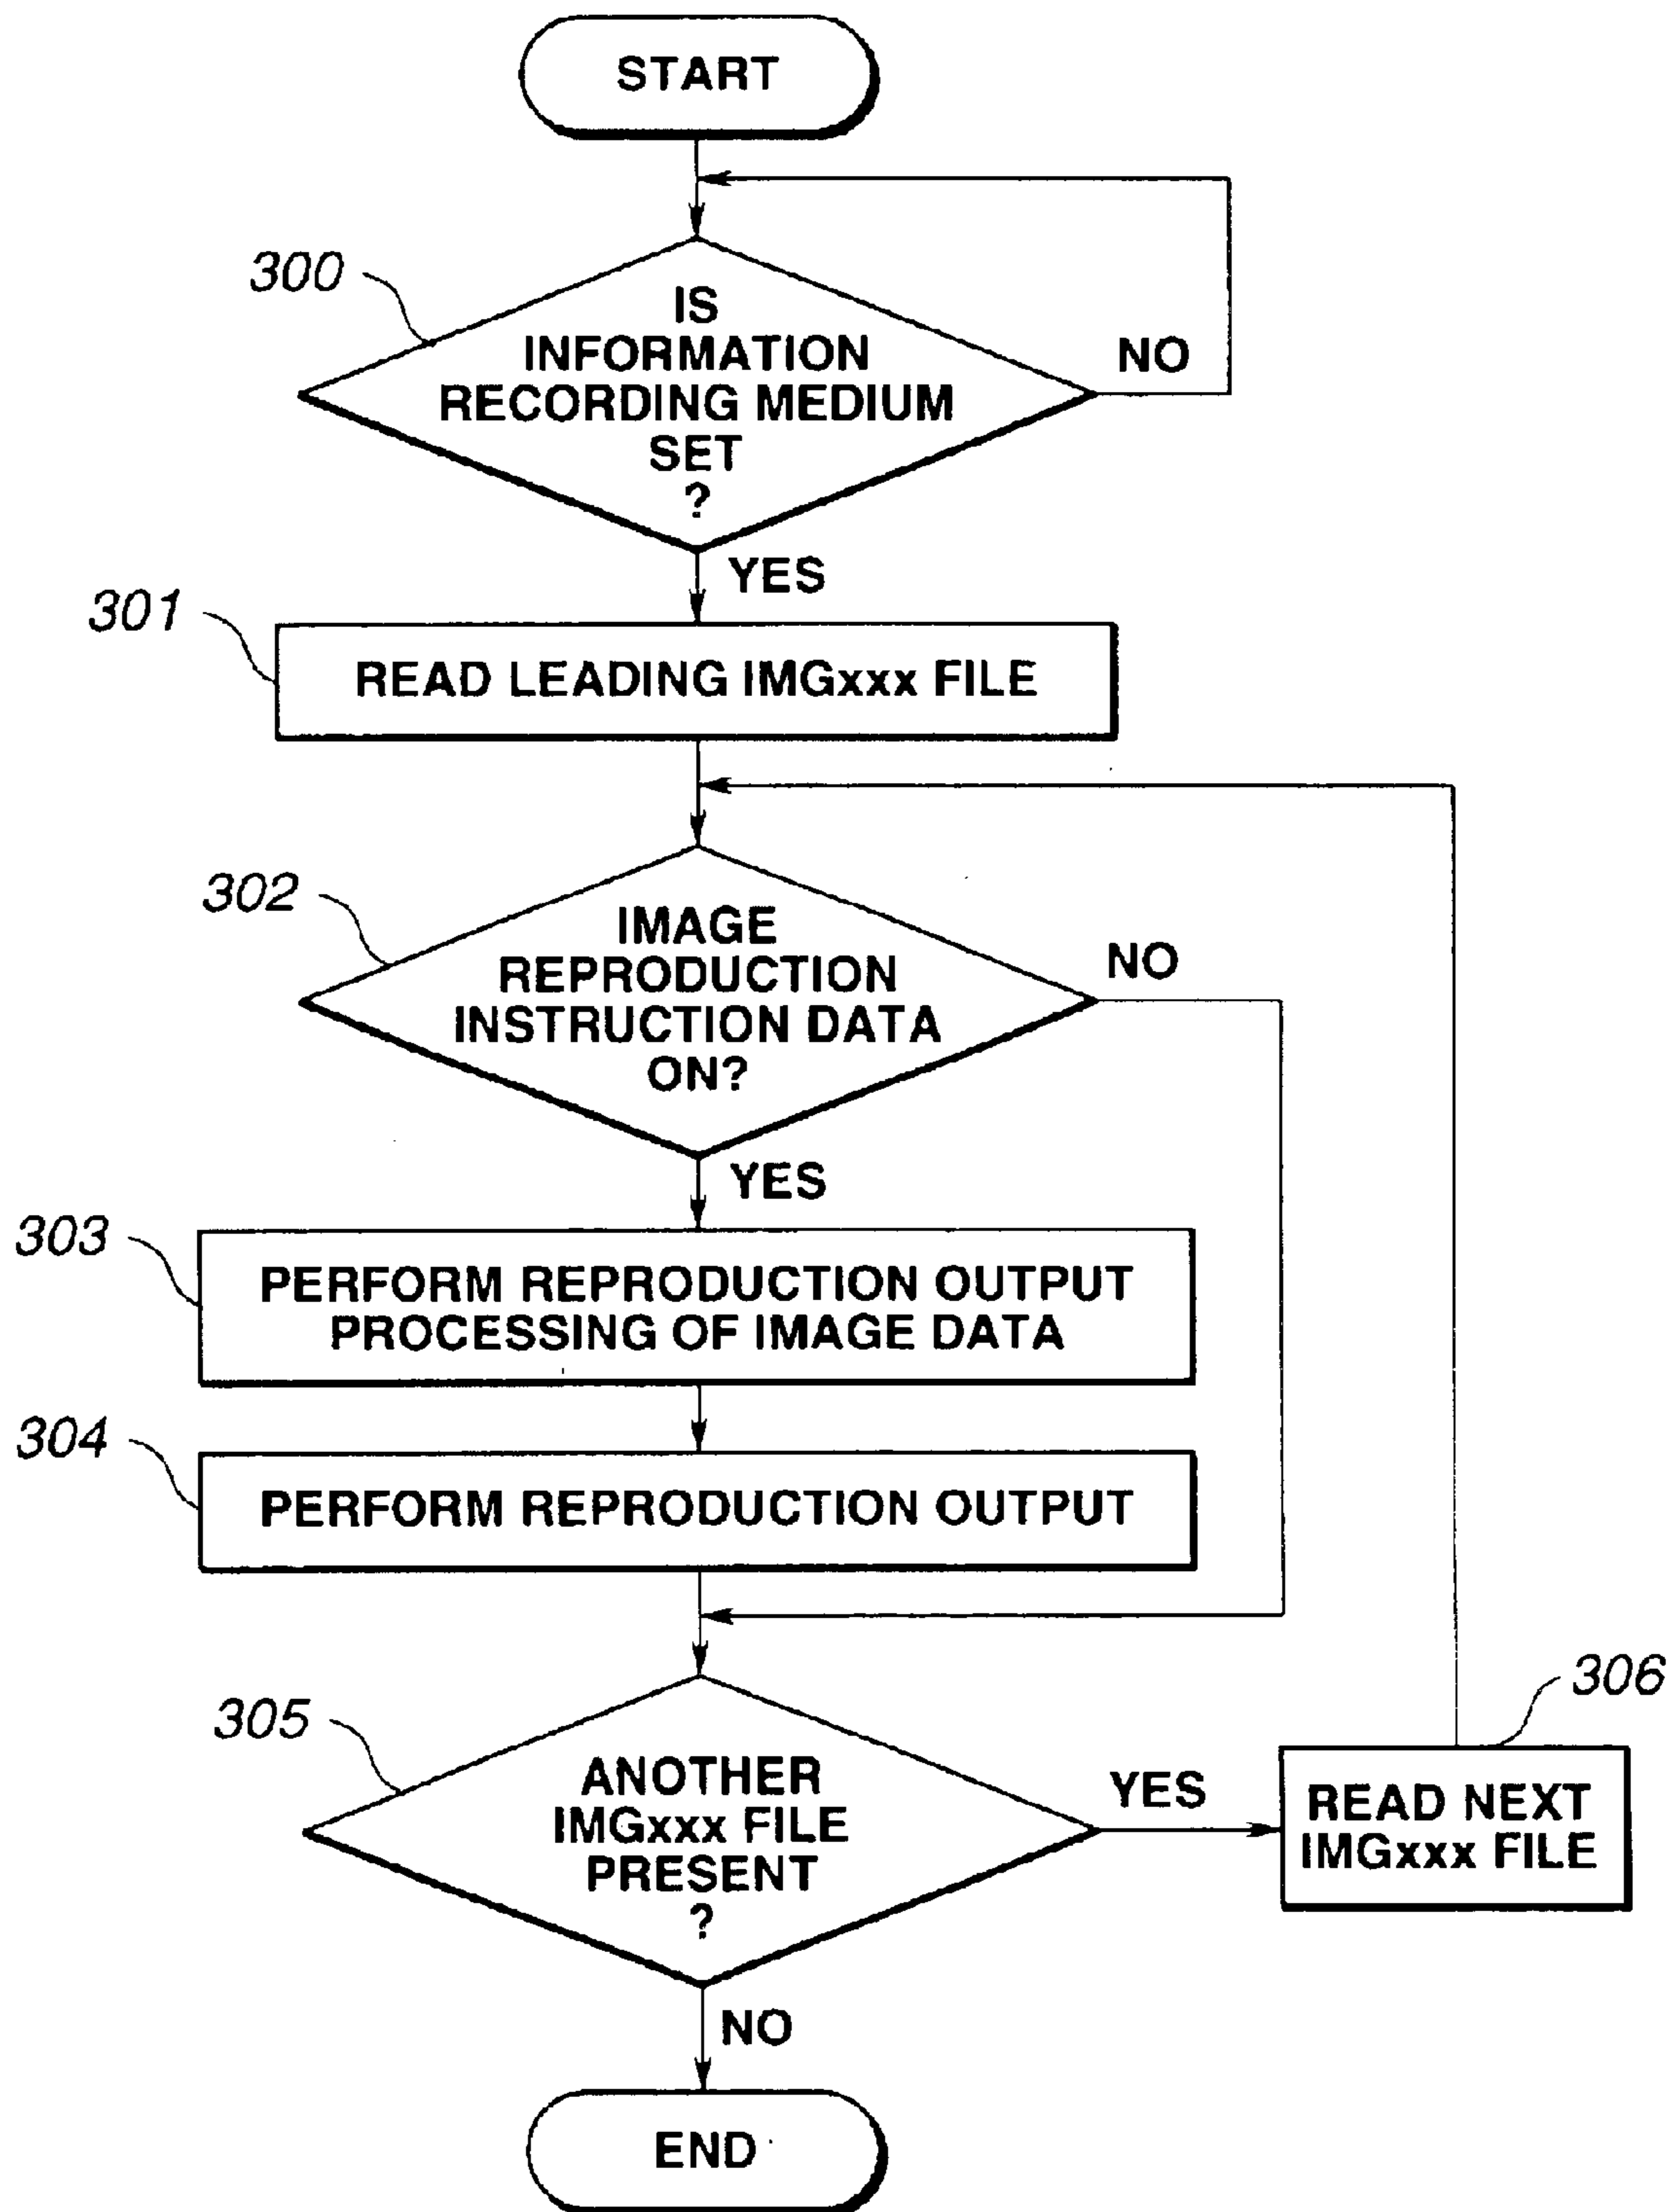 START
300
IS
INFORMATION
RECORDING MEDIUM
SET
?
NO
YES
301
READ LEADING IMGxxx FILE
302
IMAGE
REPRODUCTION
INSTRUCTION DATA
ON?
NO
YES
303
PERFORM REPRODUCTION OUTPUT
PROCESSING OF IMAGE DATA
304
PERFORM REPRODUCTION OUTPUT
305
ANOTHER
IMGxxx FILE
PRESENT
?
YES
306
READ NEXT
IMGxxx FILE
NO
END